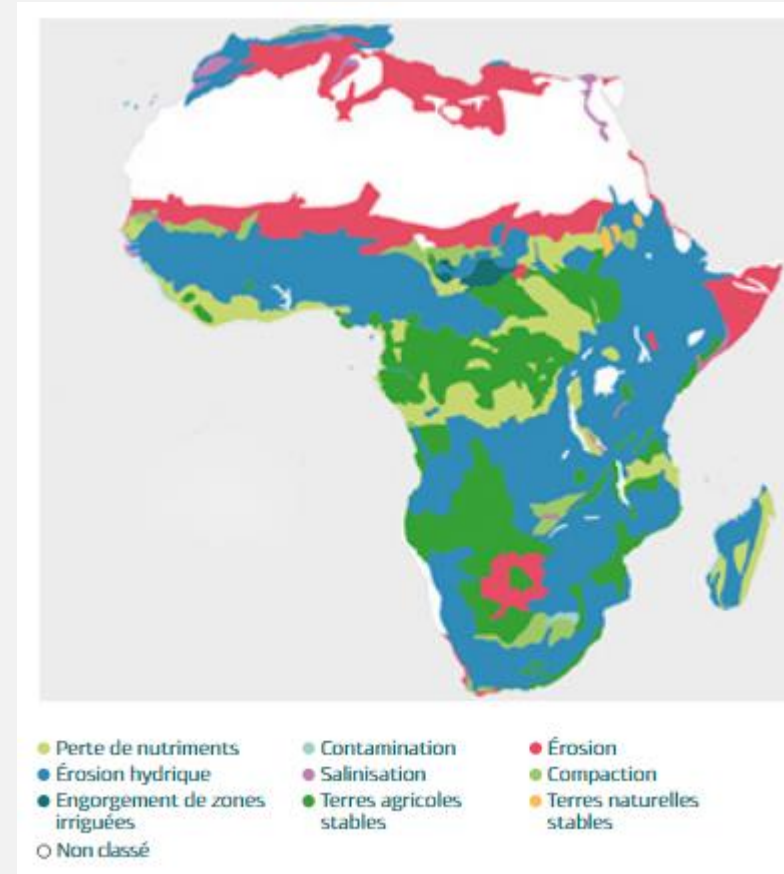 Perte de nutriments
Érosion hydrique
Engorgement de zones
irriguées
Non classé
Contamination
Salinisation
Terres agricoles
stables
Érosion
Compaction
Terres naturelles
stables